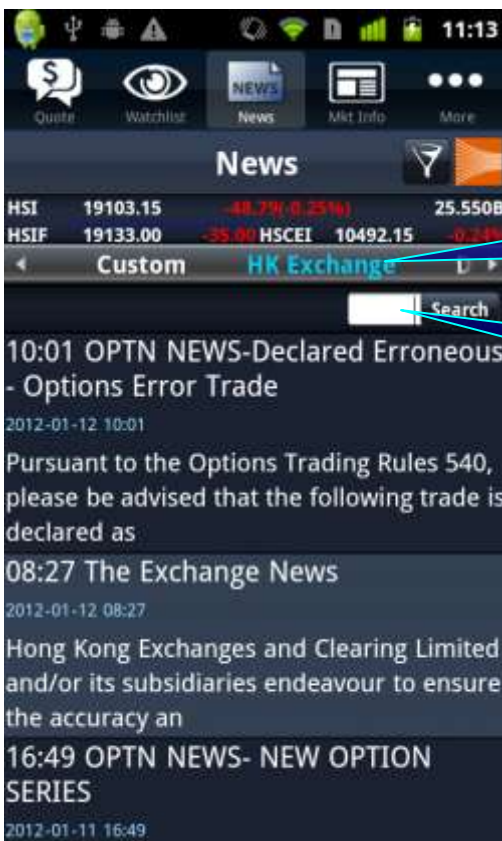 11:13
Quote Watchlist NEWS News Mkt Info More
News
HSI 19103.15 -48.79(-0.25%) 25.550B
HSIF 19133.00 -35.00 HSCEI 10492.15 -0.24%
Custom HK Exchange D
Search
10:01 OPTN NEWS-Declared Erroneous
- Options Error Trade
2012-01-12 10:01
Pursuant to the Options Trading Rules 540,
please be advised that the following trade is
declared as
08:27 The Exchange News
2012-01-12 08:27
Hong Kong Exchanges and Clearing Limited
and/or its subsidiaries endeavour to ensure
the accuracy an
16:49 OPTN NEWS- NEW OPTION
SERIES
2012-01-11 16:49